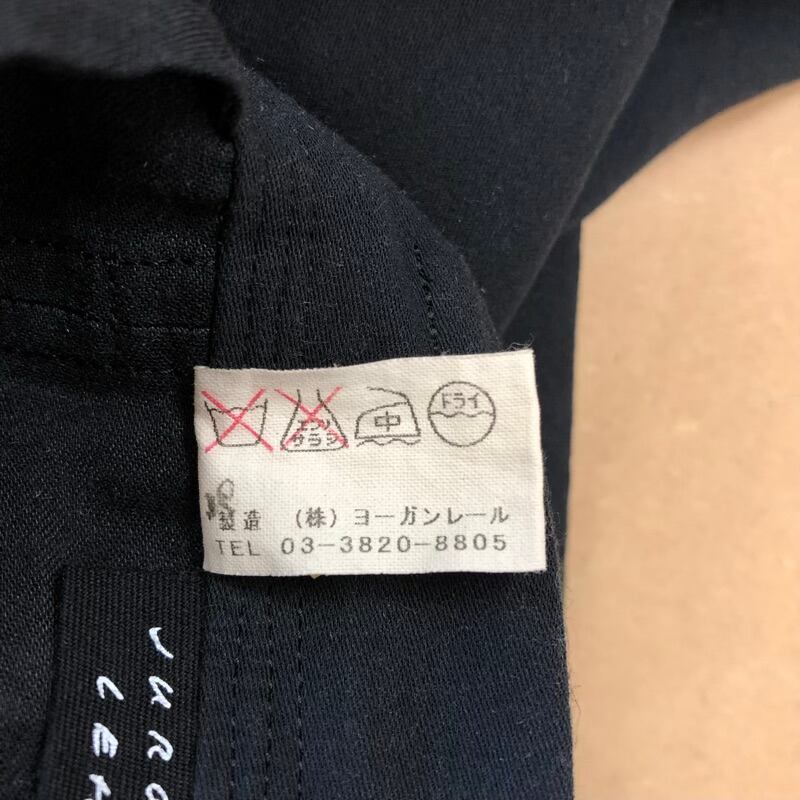 エンソ
サラシ
中
ドライ
製造 (株) ヨーガンレール
TEL 03-3820-8805